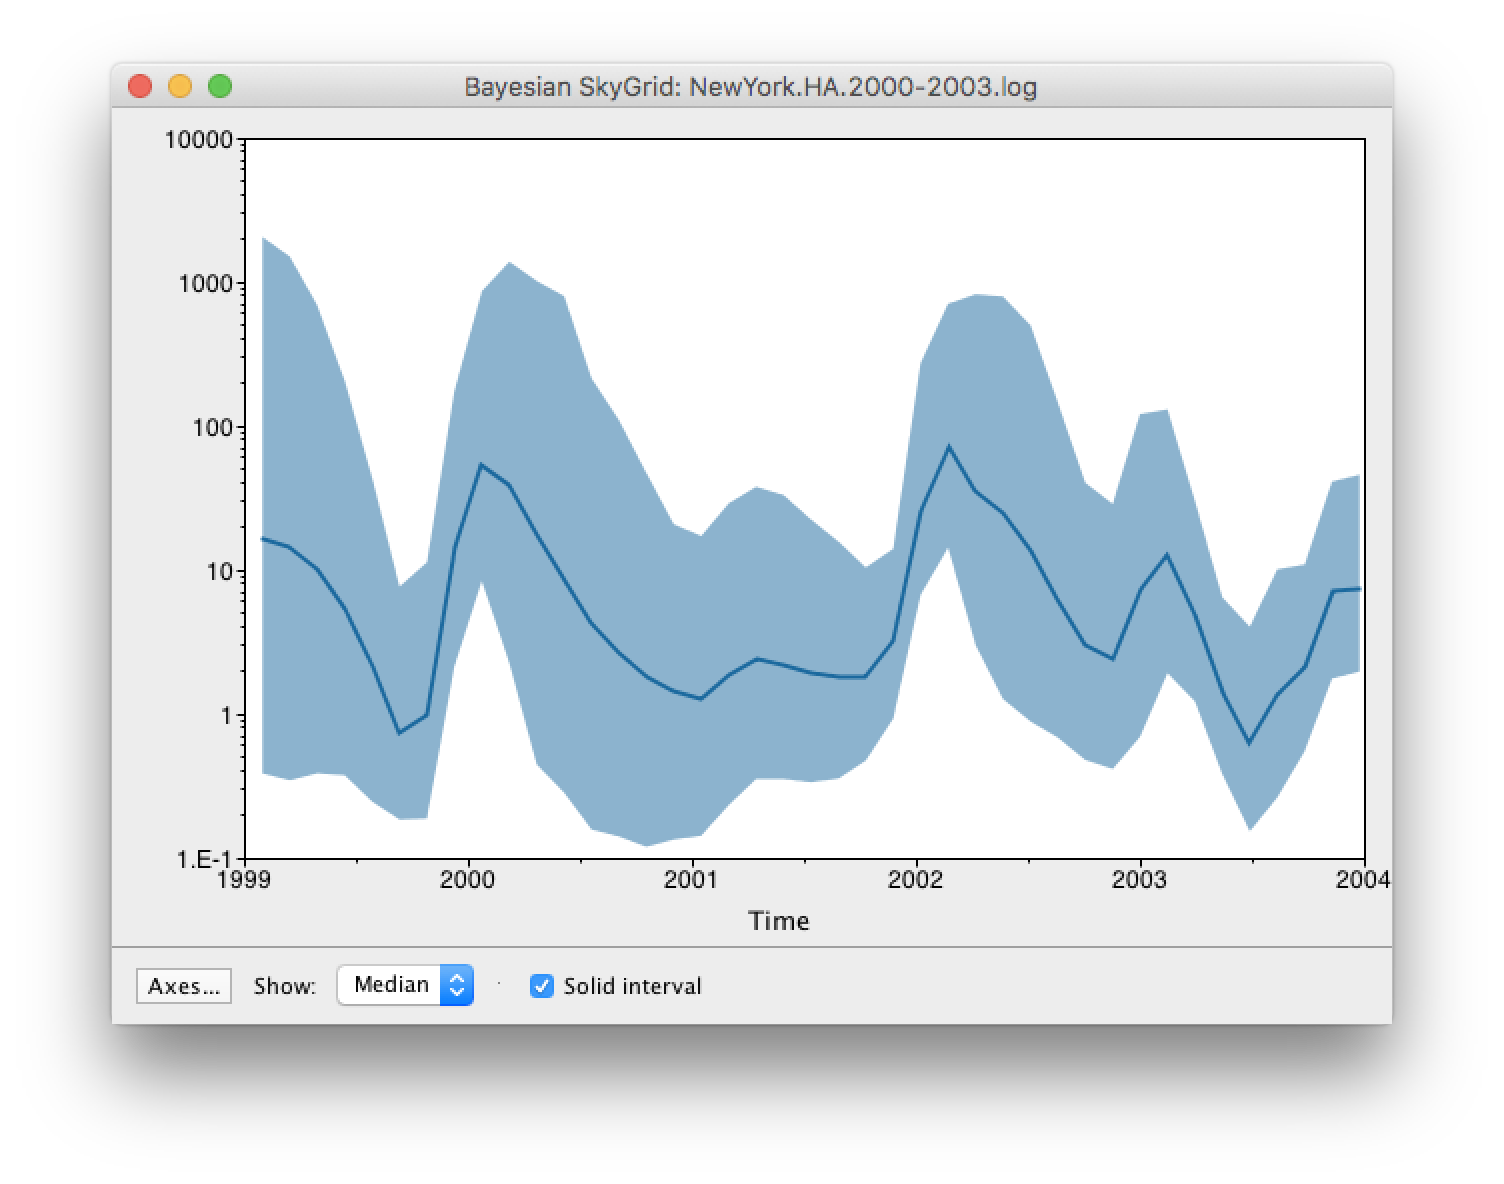 Bayesian SkyGrid: NewYork.HA.2000-2003.log
10000
1000
100
10
1
1.E-1
1999 2000 2001 2002 2003 2004
Time
Axes... Show: Median Solid interval